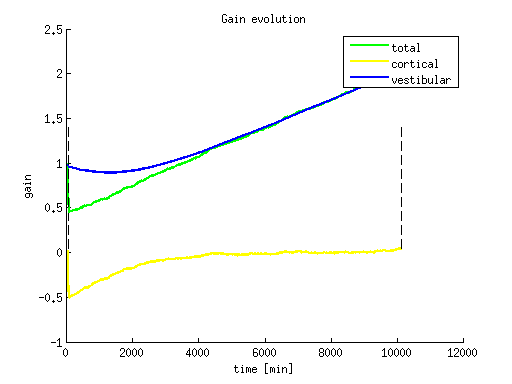 Gain evolution
2.5
2
1.5
1
0.5
0
-0.5
-1
gain
total
cortical
vestibular
0 2000 4000 6000 8000 10000 12000
time [min]